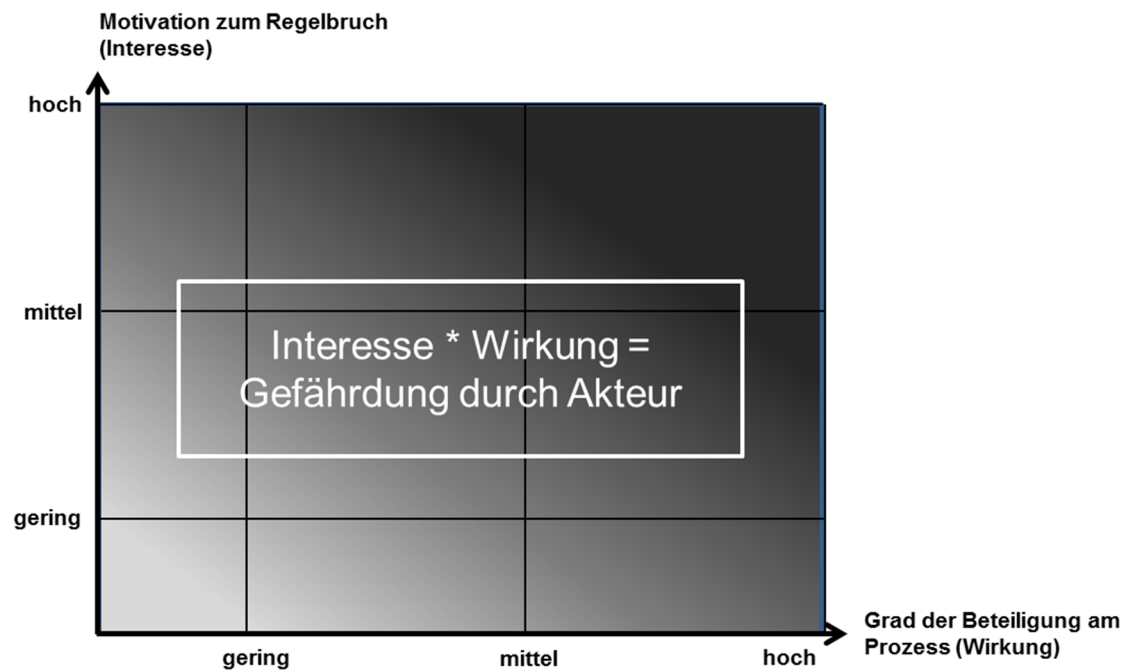 Motivation zum Regelbruch
(Interesse)
hoch
mittel
gering
Interesse * Wirkung =
Gefährdung durch Akteur
gering
mittel
hoch
Grad der Beteiligung am
Prozess (Wirkung)